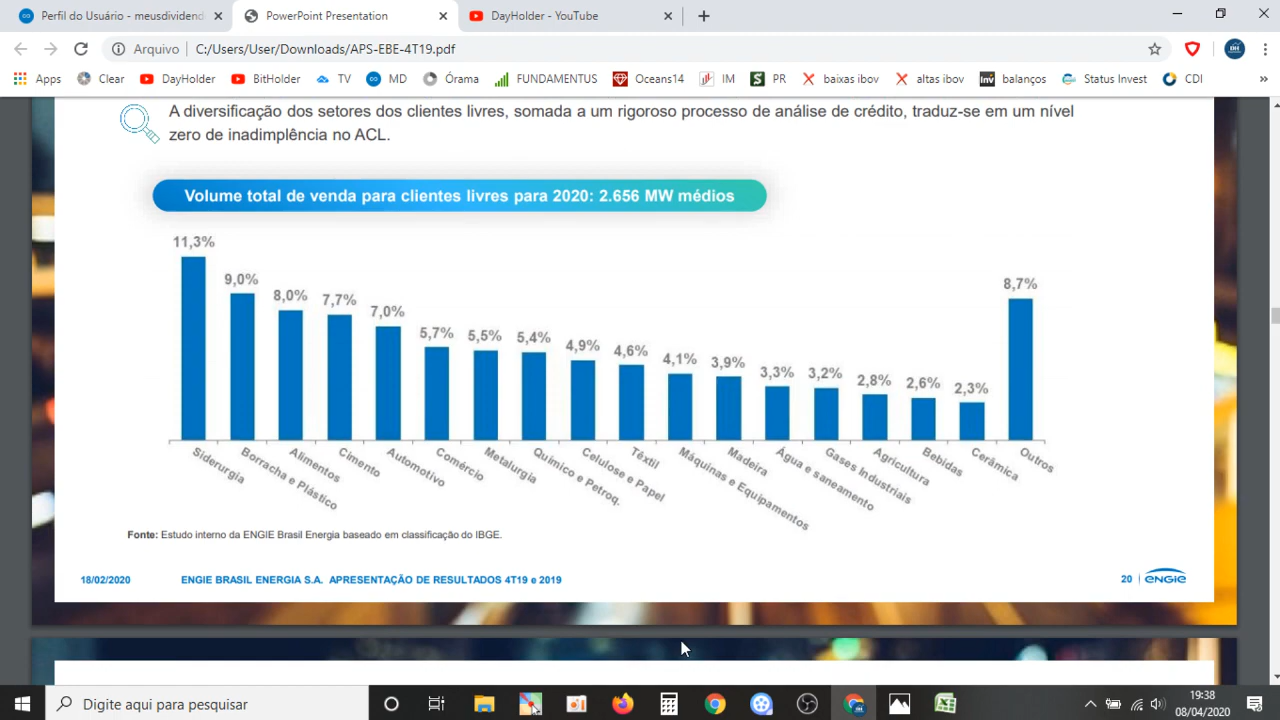 Perfil do Usuário - meusdividend
PowerPoint Presentation
DayHolder - YouTube
Arquivo
C:/Users/User/Downloads/APS-EBE-4T19.pdf
Apps
Clear
DayHolder
BitHolder
TV
MD
Órama
FUNDAMENTUS
Oceans14
IM
PR
baixas ibov
altas ibov
balanços
Status Invest
CDI
»
A diversificação dos setores dos clientes livres, somada a um rigoroso processo de análise de crédito, traduz-se em um nível
zero de inadimplência no ACL.
Volume total de venda para clientes livres para 2020: 2.656 MW médios
11,3%
9,0%
8,0%
7,7%
7,0%
5,7%
5,5%
5,4%
4,9%
4,6%
4,1%
3,9%
3,3%
3,2%
2,8%
2,6%
2,3%
8,7%
Siderurgia
Borracha e Plástico
Alimentos
Cimento
Automotivo
Comércio
Metalurgia
Químico e Petroq.
Celulose e Papel
Têxtil
Máquinas e Equipamentos
Madeira
Água e saneamento
Gases Industriais
Agricultura
Bebidas
Cerâmica
Outros
Fonte: Estudo interno da ENGIE Brasil Energia baseado em classificação do IBGE.
18/02/2020
ENGIE BRASIL ENERGIA S.A. APRESENTAÇÃO DE RESULTADOS 4T19 e 2019
20
ENGIE
Digite aqui para pesquisar
19:38
08/04/2020